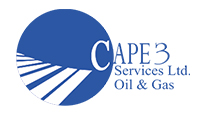 CAPE 3
Services Ltd.
Oil & Gas